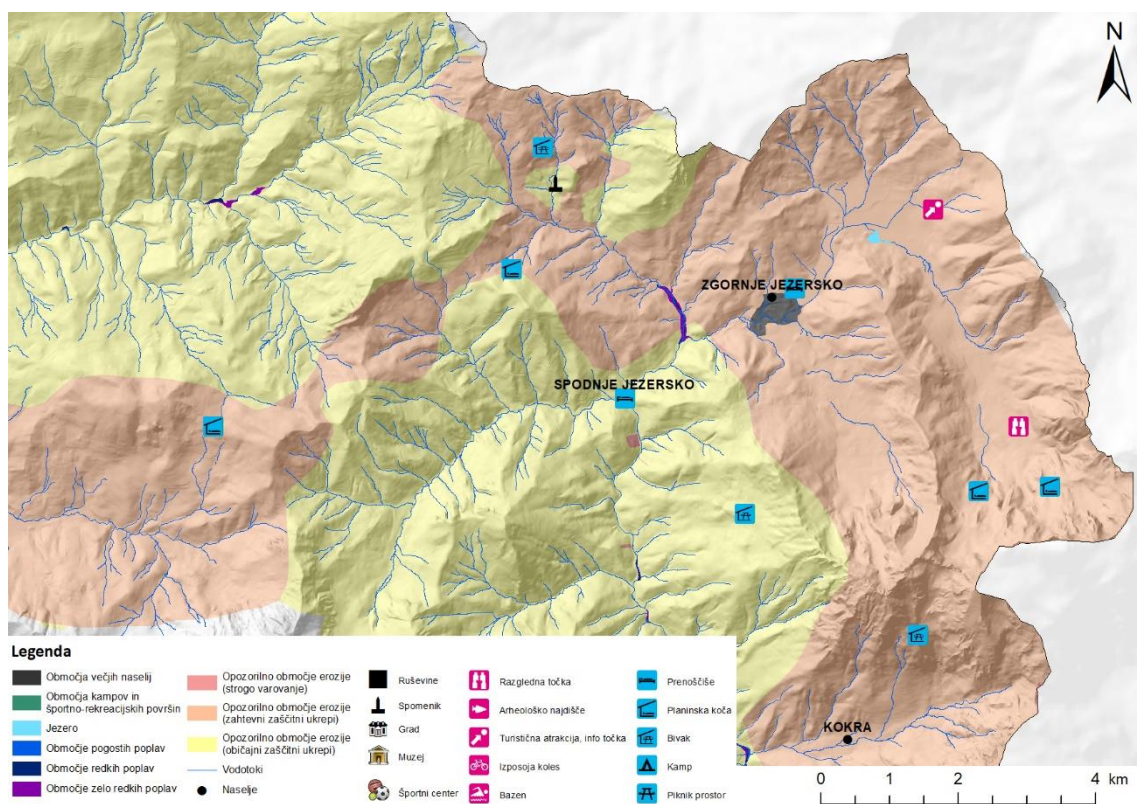 N
ZGORNJE JEZERSKO
SPODNJE JEZERSKO
KOKRA
0 1 2 4 km
Legenda
Območja večjih naselij
Območja kampov in
športno-rekreacijskih površin
Jezero
Območje pogostih poplav
Območje redkih poplav
Območje zelo redkih poplav
Opozorilno območje erozije
(strogo varovanje)
Opozorilno območje erozije
(zahtevni zaščitni ukrepi)
Opozorilno območje erozije
(običajni zaščitni ukrepi)
Vodotoki
Naselje
Ruševine
Spomenik
Grad
Muzej
Športni center
Razgledna točka
Arheološko najdišče
Turistična atrakcija, info točka
Izposoja koles
Bazen
Prenočišče
Planinska koča
Bivak
Kamp
Piknik prostor